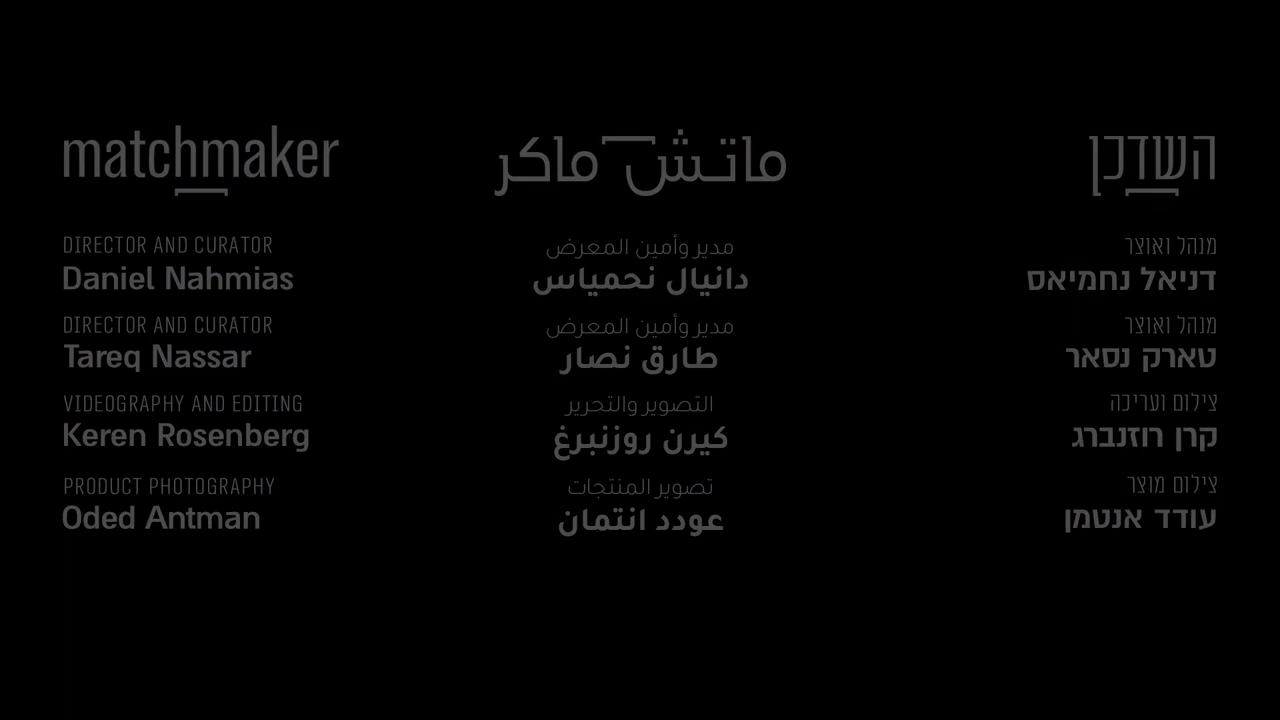 matchmaker
DIRECTOR AND CURATOR
Daniel Nahmias
DIRECTOR AND CURATOR
Tareq Nassar
VIDEOGRAPHY AND EDITING
Keren Rosenberg
PRODUCT PHOTOGRAPHY
Oded Antman
ماتش ماكر
مدير وأمين المعرض
دانيال نحمياس
مدير وأمين المعرض
طارق نصار
التصوير والتحرير
كيرن روزنبرغ
تصوير المنتجات
عودد انتمان
השדכן
מנהל ואוצר
דניאל נחמיאס
מנהל ואוצר
טארק נסאר
צילום ועריכה
קרן רוזנברג
צילום מוצר
עודד אנטמן